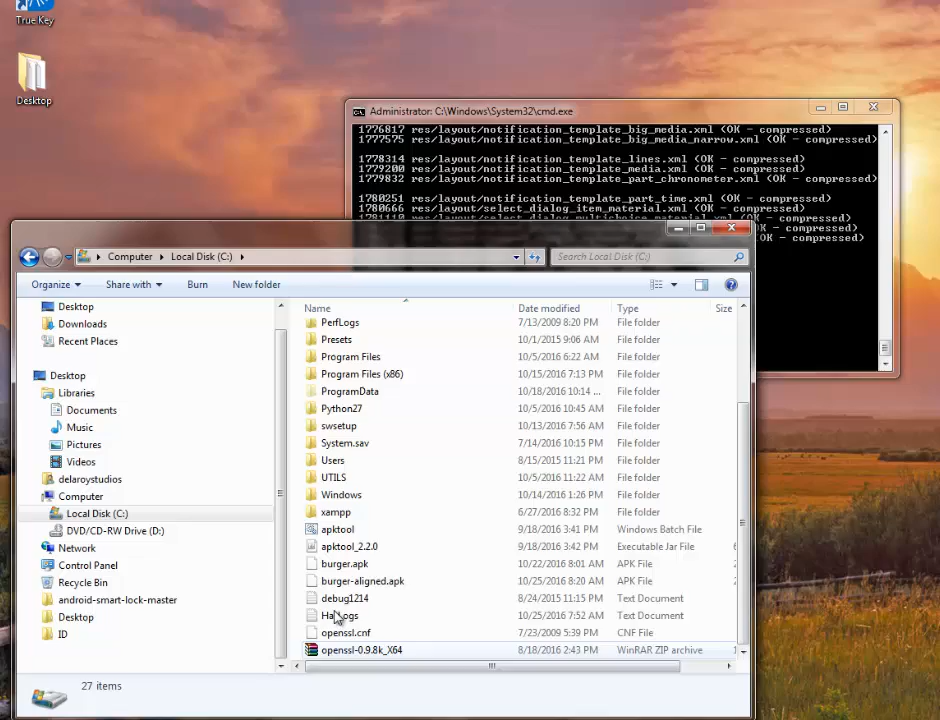 True Key
Desktop
Administrator: C:\Windows\System32\cmd.exe
1776817 res/layout/notification_template_big_media.xml (OK - compressed)
1777575 res/layout/notification_template_big_media_narrow.xml (OK - compressed)
1778314 res/layout/notification_template_lines.xml (OK - compressed)
1779200 res/layout/notification_template_media.xml (OK - compressed)
1779832 res/layout/notification_template_part_chronometer.xml (OK - compressed)
1780251 res/layout/notification_template_part_time.xml (OK - compressed)
1780666 res/layout/select_dialog_item_material.xml (OK - compressed)
1781110 res/layout/select_dialog_multichoice_material.xml (OK - compressed)
OK - compressed)
(OK - compressed)
Computer Local Disk (C:)
Search Local Disk (C:)
Organize Share with Burn New folder
Name Date modified Type Size
Desktop
Downloads
Recent Places
Desktop
Libraries
Documents
Music
Pictures
Videos
delaroystudios
Computer
Local Disk (C:)
DVD/CD-RW Drive (D:)
Network
Control Panel
Recycle Bin
android-smart-lock-master
Desktop
ID
PerfLogs 7/13/2009 8:20 PM File folder
Presets 10/1/2015 9:06 AM File folder
Program Files 10/5/2016 6:22 AM File folder
Program Files (x86) 10/15/2016 7:13 PM File folder
ProgramData 10/18/2016 10:14 ... File folder
Python27 10/5/2016 10:45 AM File folder
swsetup 10/13/2016 7:56 AM File folder
System.sav 7/14/2016 10:15 PM File folder
Users 8/15/2015 11:21 PM File folder
UTILS 10/5/2016 11:22 AM File folder
Windows 10/14/2016 1:26 PM File folder
xampp 6/27/2016 8:32 PM File folder
apktool 9/18/2016 3:41 PM Windows Batch File
apktool_2.2.0 9/18/2016 3:42 PM Executable Jar File
burger.apk 10/22/2016 8:01 AM APK File
burger-aligned.apk 10/25/2016 8:20 AM APK File
debug1214 8/24/2015 11:15 PM Text Document
10/25/2016 7:52 AM Text Document
openssl.cnf 7/23/2009 5:39 PM CNF File
openssl-0.9.8k_X64 8/18/2016 2:43 PM WinRAR ZIP archive
27 items